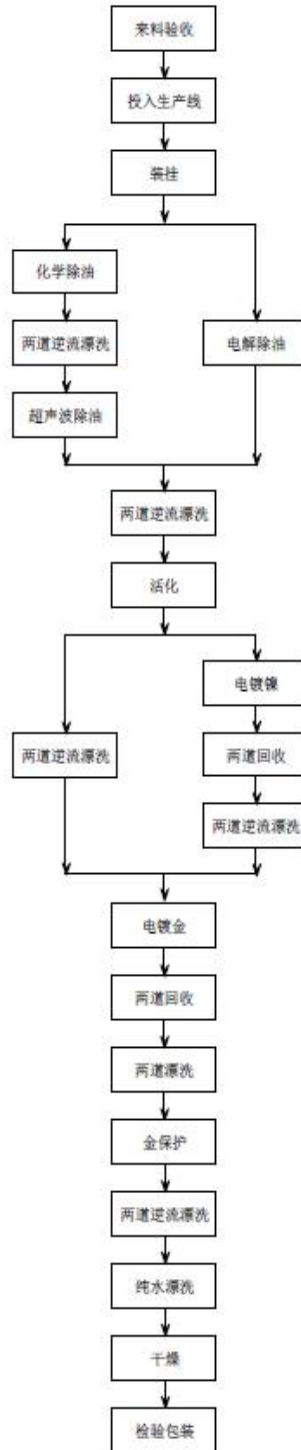 来料验收
投入生产线
装挂
化学除油
两道逆流漂洗
电解除油
超声波除油
两道逆流漂洗
活化
电镀镍
两道逆流漂洗
两道回收
两道逆流漂洗
电镀金
两道回收
两道漂洗
金保护
两道逆流漂洗
纯水漂洗
干燥
检验包装